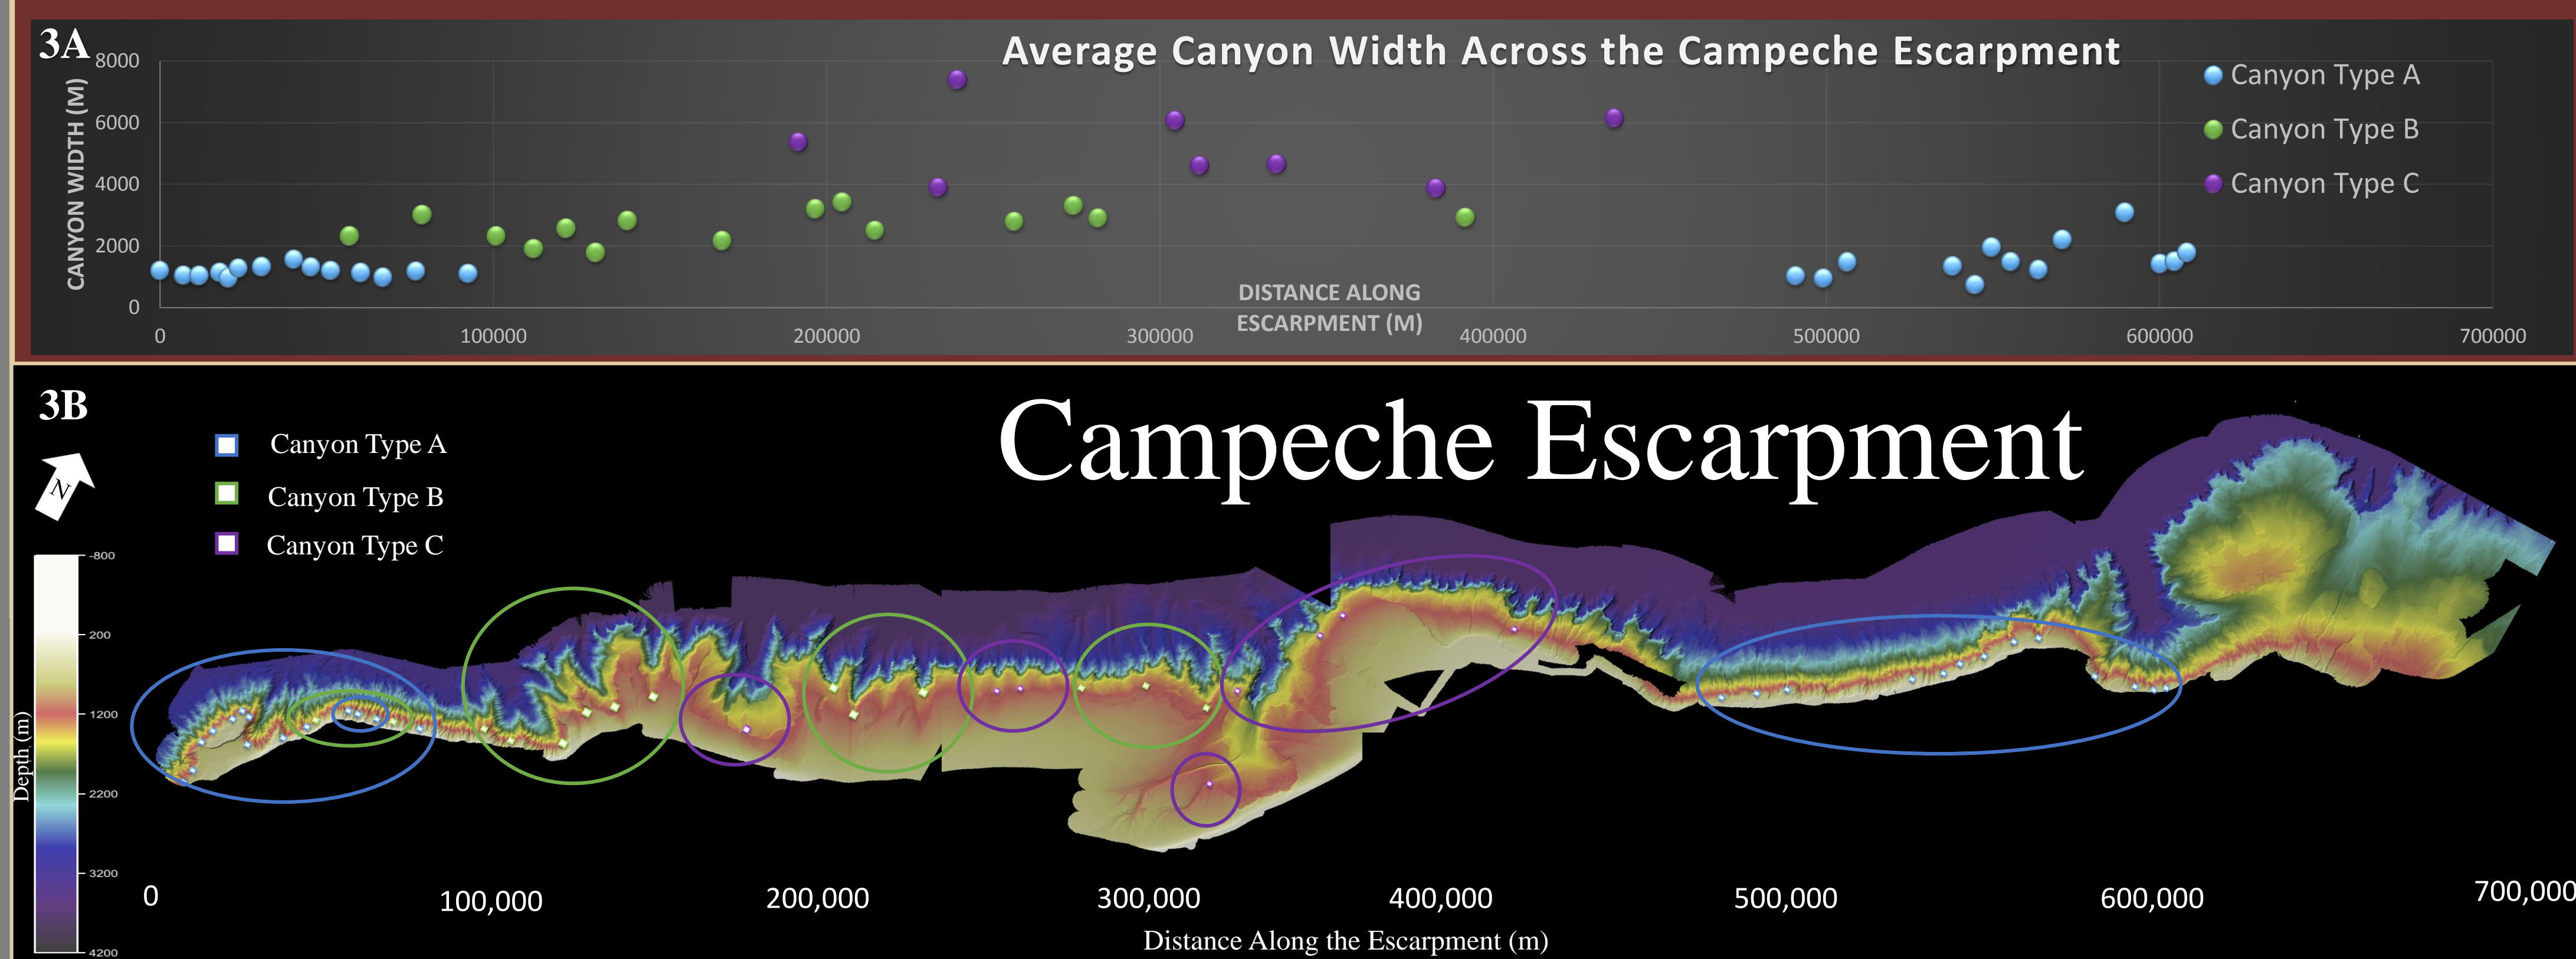 3A
Average Canyon Width Across the Campeche Escarpment
CANYON WIDTH (M)
8000
6000
4000
2000
0
Canyon Type A
Canyon Type B
Canyon Type C
DISTANCE ALONG
ESCARPMENT (M)
0 100000 200000 300000 400000 500000 600000 700000
3B
Campeche Escarpment
N
Canyon Type A
Canyon Type B
Canyon Type C
Depth (m)
-800
200
1200
2200
3200
4200
0 100,000 200,000 300,000 400,000 500,000 600,000 700,000
Distance Along the Escarpment (m)